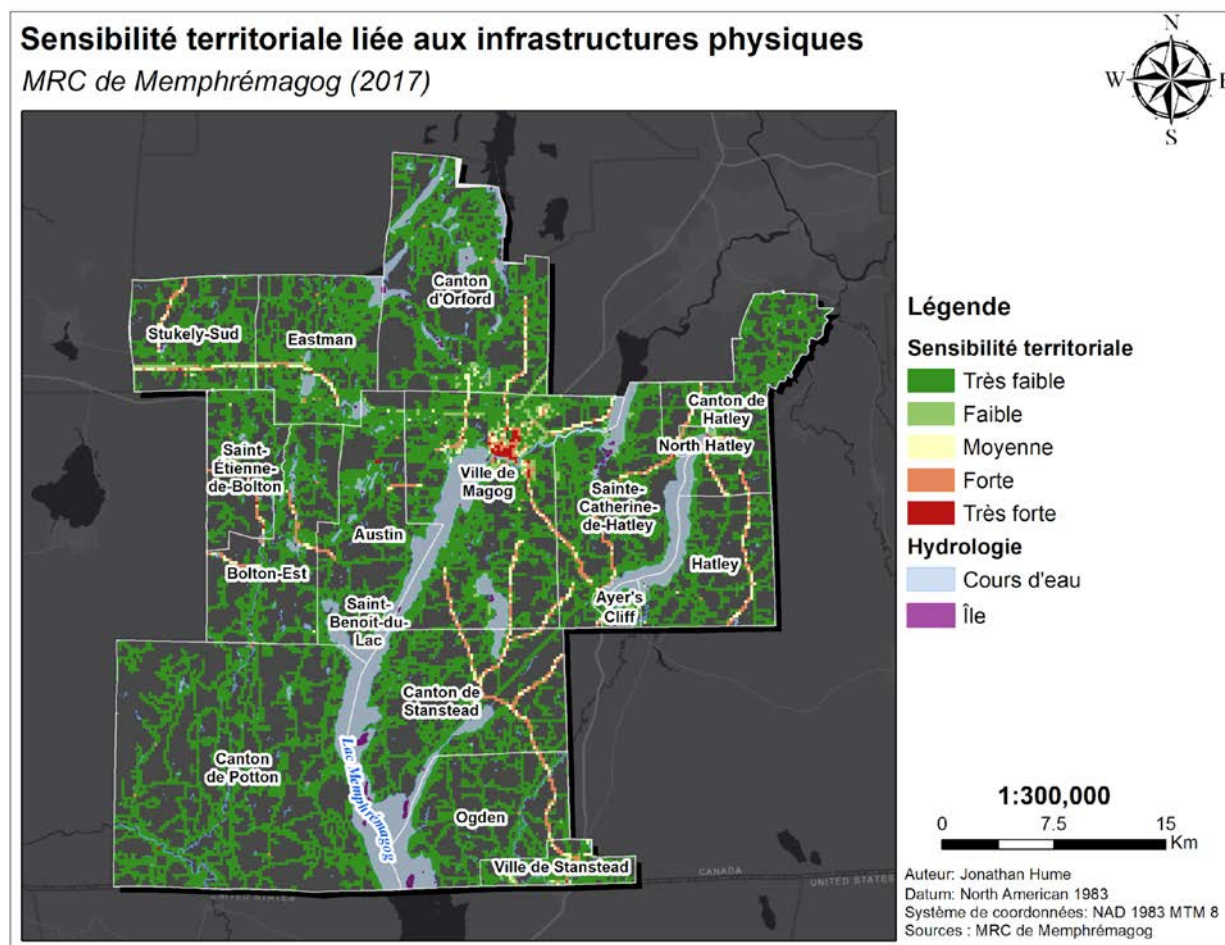 Sensibilité territoriale liée aux infrastructures physiques
MRC de Memphrémagog (2017)
N
W
E
S
Canton
d'Orford
Stukely-Sud
Eastman
Canton de
Hatley
North Hatley
Saint-
Étienne-
de-Bolton
Ville de
Magog
Sainte-
Catherine-
de-Hatley
Austin
Hatley
Bolton-Est
Ayer's
Cliff
Saint-
Benoit-du-
Lac
Canton de
Stanstead
Canton
de Potton
Lac Memphrémagog
Ogden
Ville de Stanstead
CANADA
UNITED STATES
UNITED STATES
Légende
Sensibilité territoriale
Très faible
Faible
Moyenne
Forte
Très forte
Hydrologie
Cours d'eau
Île
1:300,000
0 7.5 15
Km
Auteur: Jonathan Hume
Datum: North American 1983
Système de coordonnées: NAD 1983 MTM 8
Sources : MRC de Memphrémagog